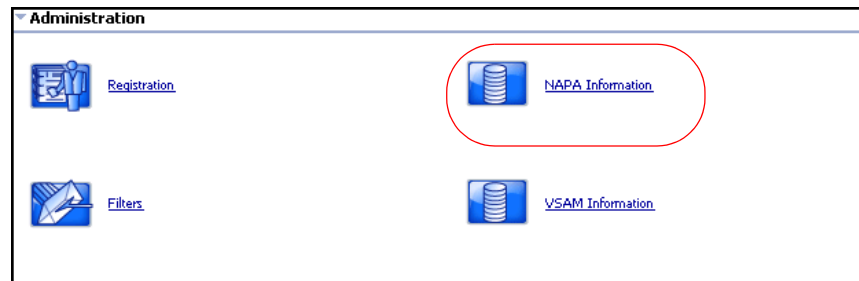 Administration
Registration
NAPA Information
Filters
VSAM Information